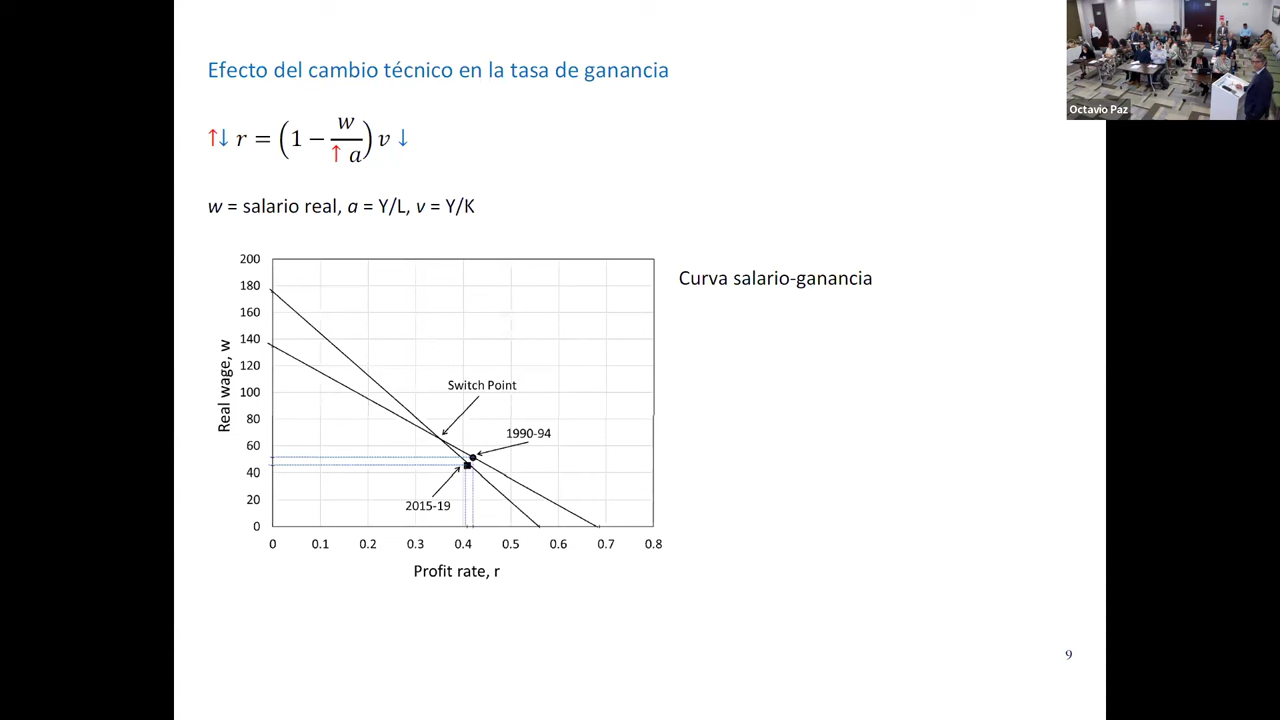 Efecto del cambio técnico en la tasa de ganancia
Octavio Paz
↑↓ r = (1 − w/↑a) v ↓
w = salario real, a = Y/L, v = Y/K
Curva salario-ganancia
200
180
160
140
120
100
80
60
40
20
0
Real wage, w
Switch Point
1990-94
2015-19
0 0.1 0.2 0.3 0.4 0.5 0.6 0.7 0.8
Profit rate, r
9